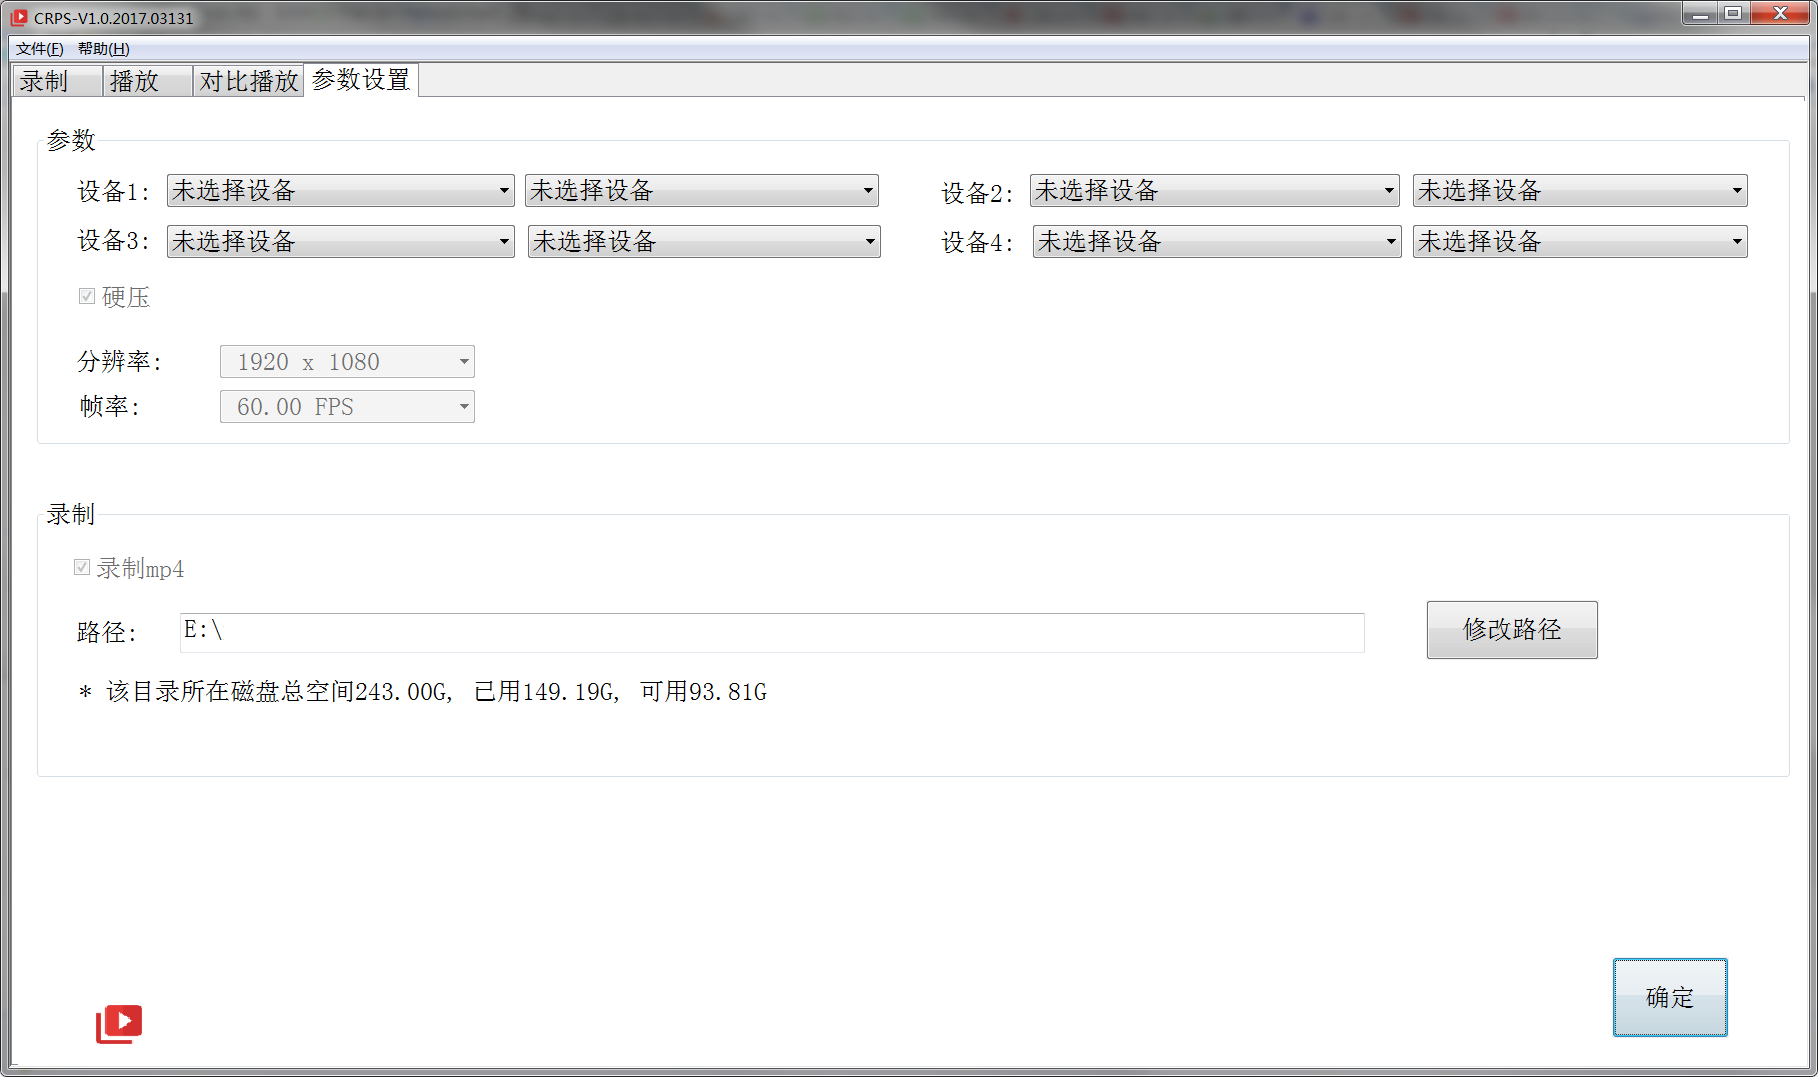 CRPS-V1.0.2017.03131
文件(F) 帮助(H)
录制 播放 对比播放 参数设置
参数
设备1: 未选择设备 未选择设备 设备2: 未选择设备 未选择设备
设备3: 未选择设备 未选择设备 设备4: 未选择设备 未选择设备
硬压
分辨率: 1920 x 1080
帧率: 60.00 FPS
录制
录制mp4
路径: E:\ 修改路径
* 该目录所在磁盘总空间243.00G, 已用149.19G, 可用93.81G
确定